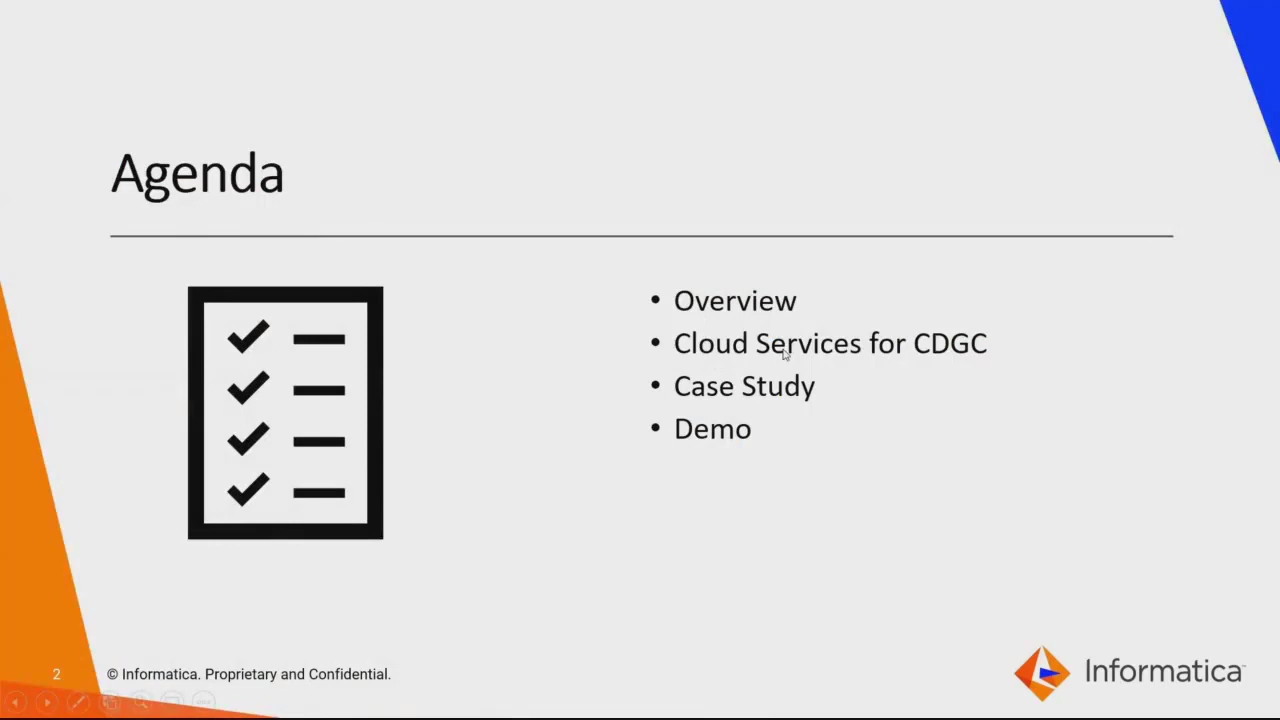 Agenda
• Overview
• Cloud Services for CDGC
• Case Study
• Demo
2
© Informatica. Proprietary and Confidential.
Informatica